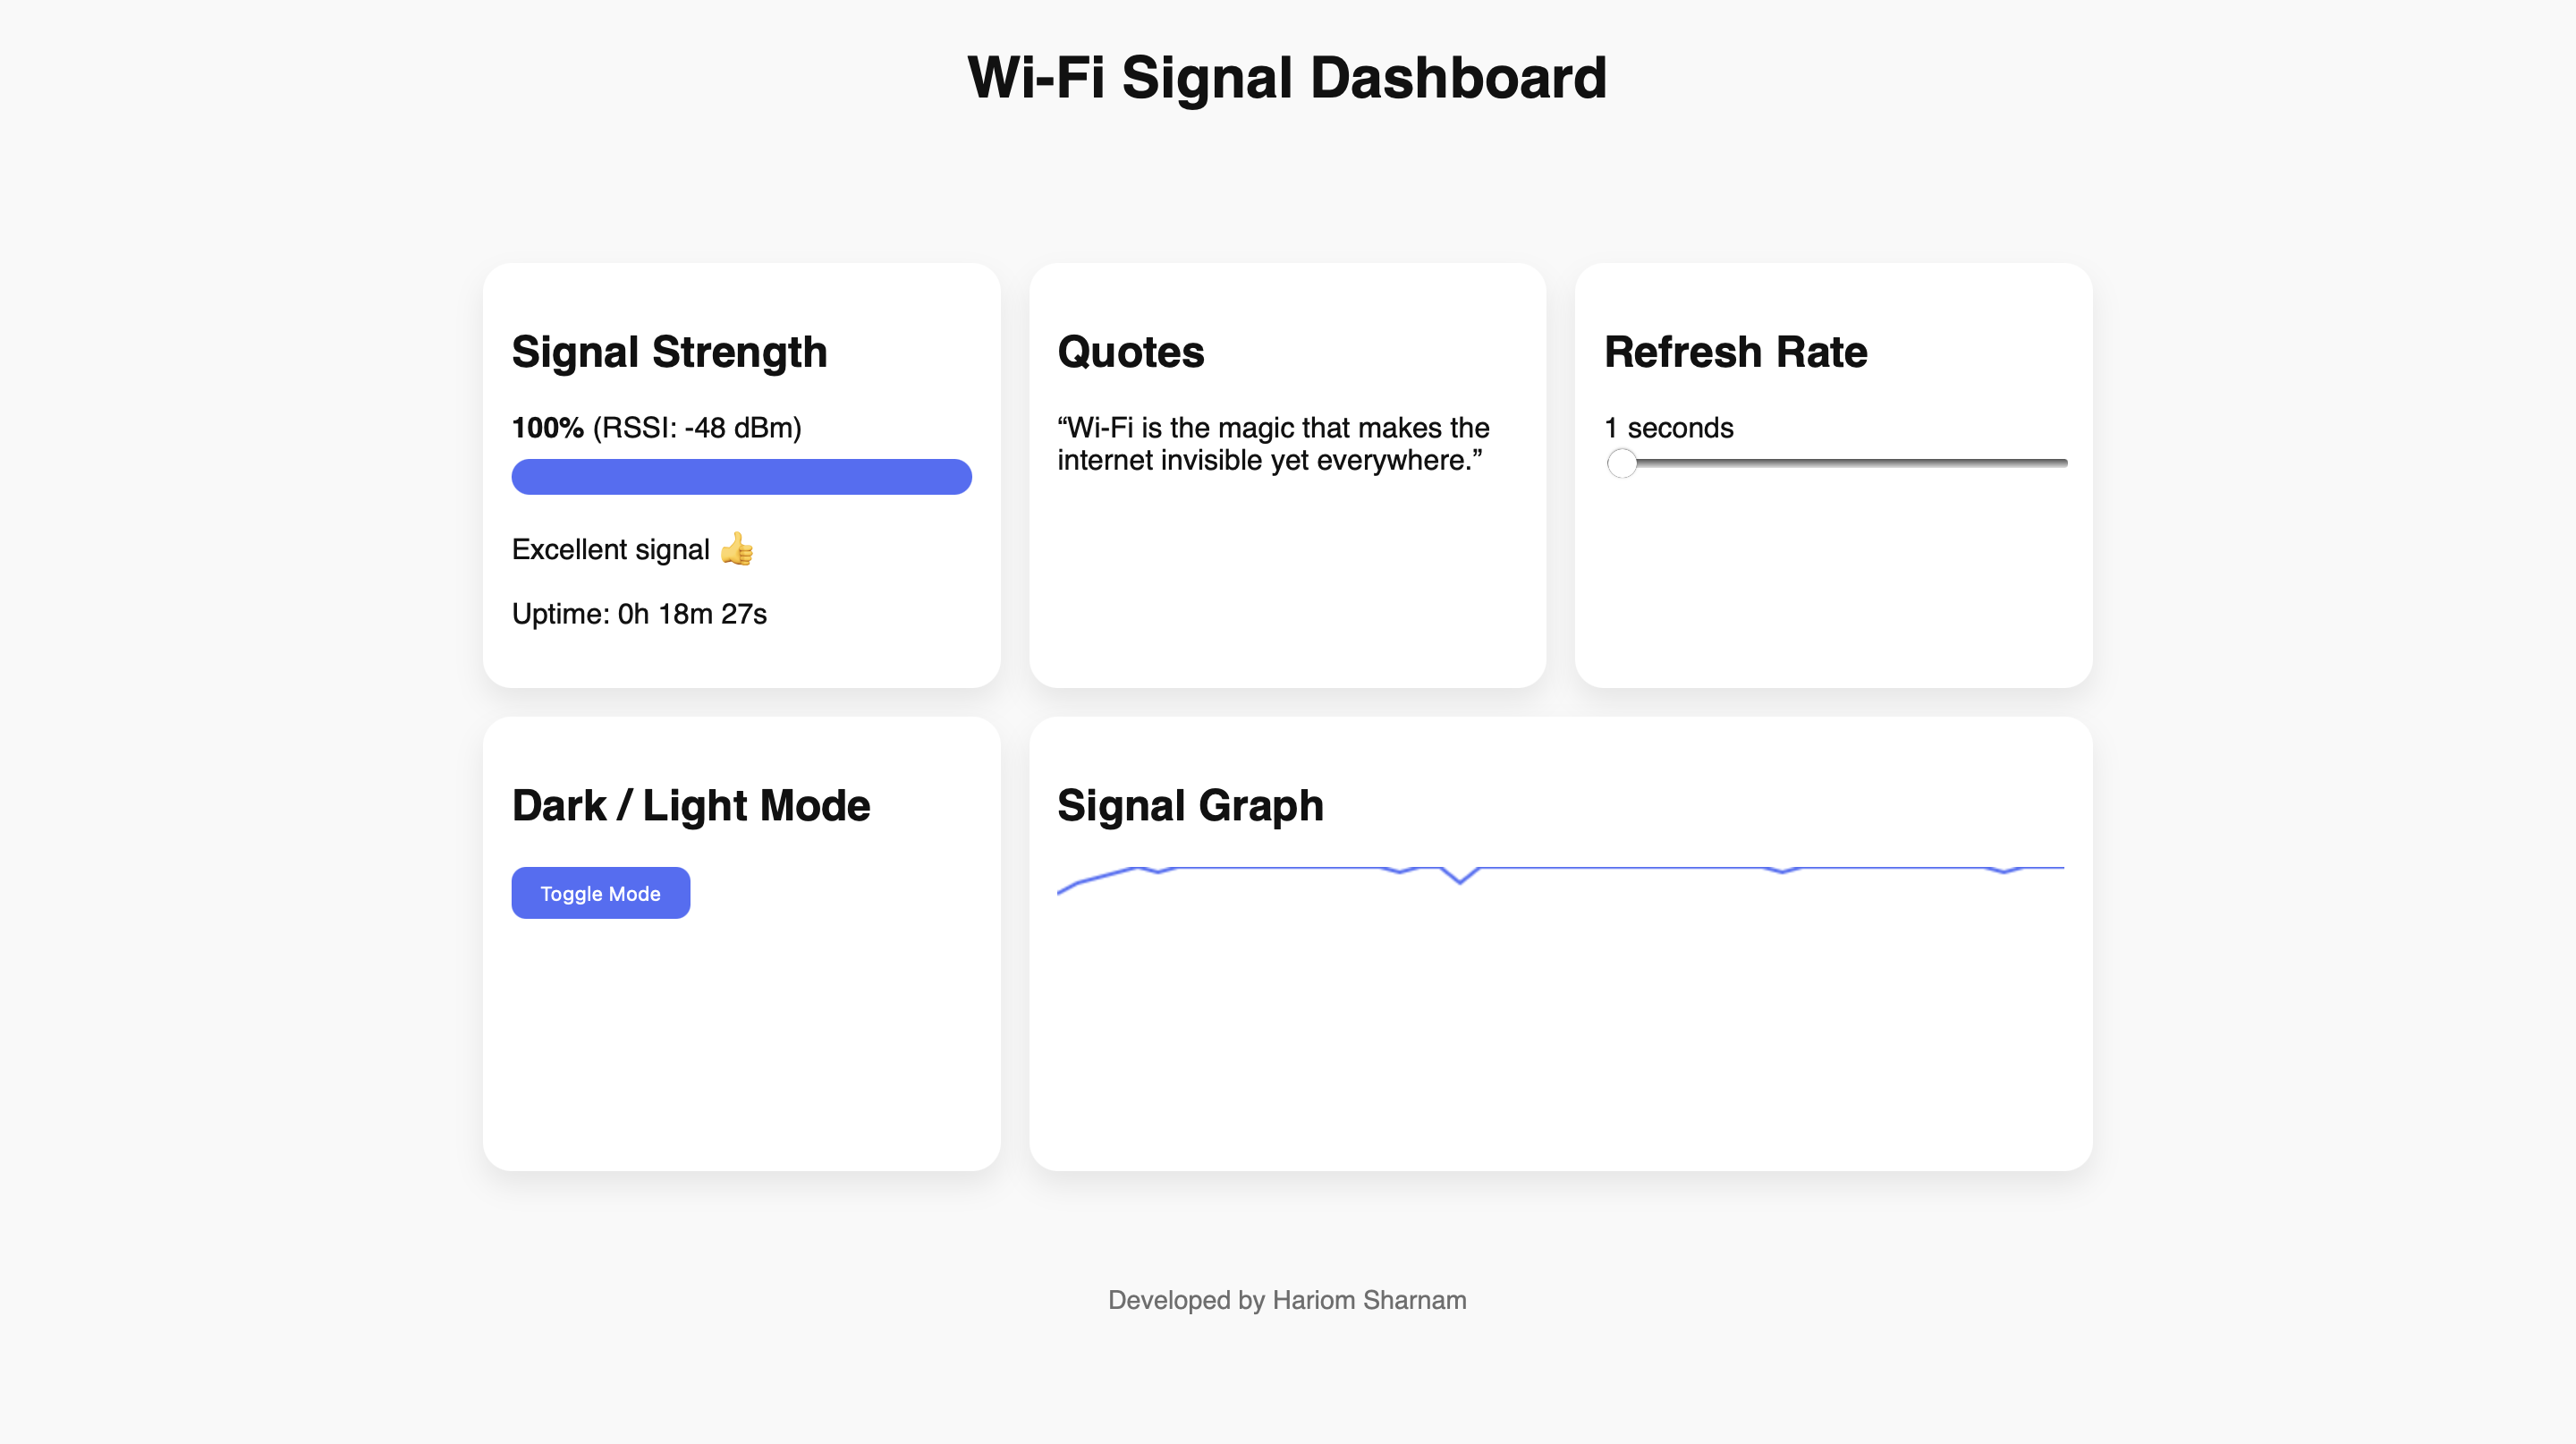 Wi-Fi Signal Dashboard
Signal Strength
100% (RSSI: -48 dBm)
Excellent signal 👍
Uptime: 0h 18m 27s
Quotes
“Wi-Fi is the magic that makes the
internet invisible yet everywhere.”
Refresh Rate
1 seconds
Dark / Light Mode
Toggle Mode
Signal Graph
Developed by Hariom Sharnam